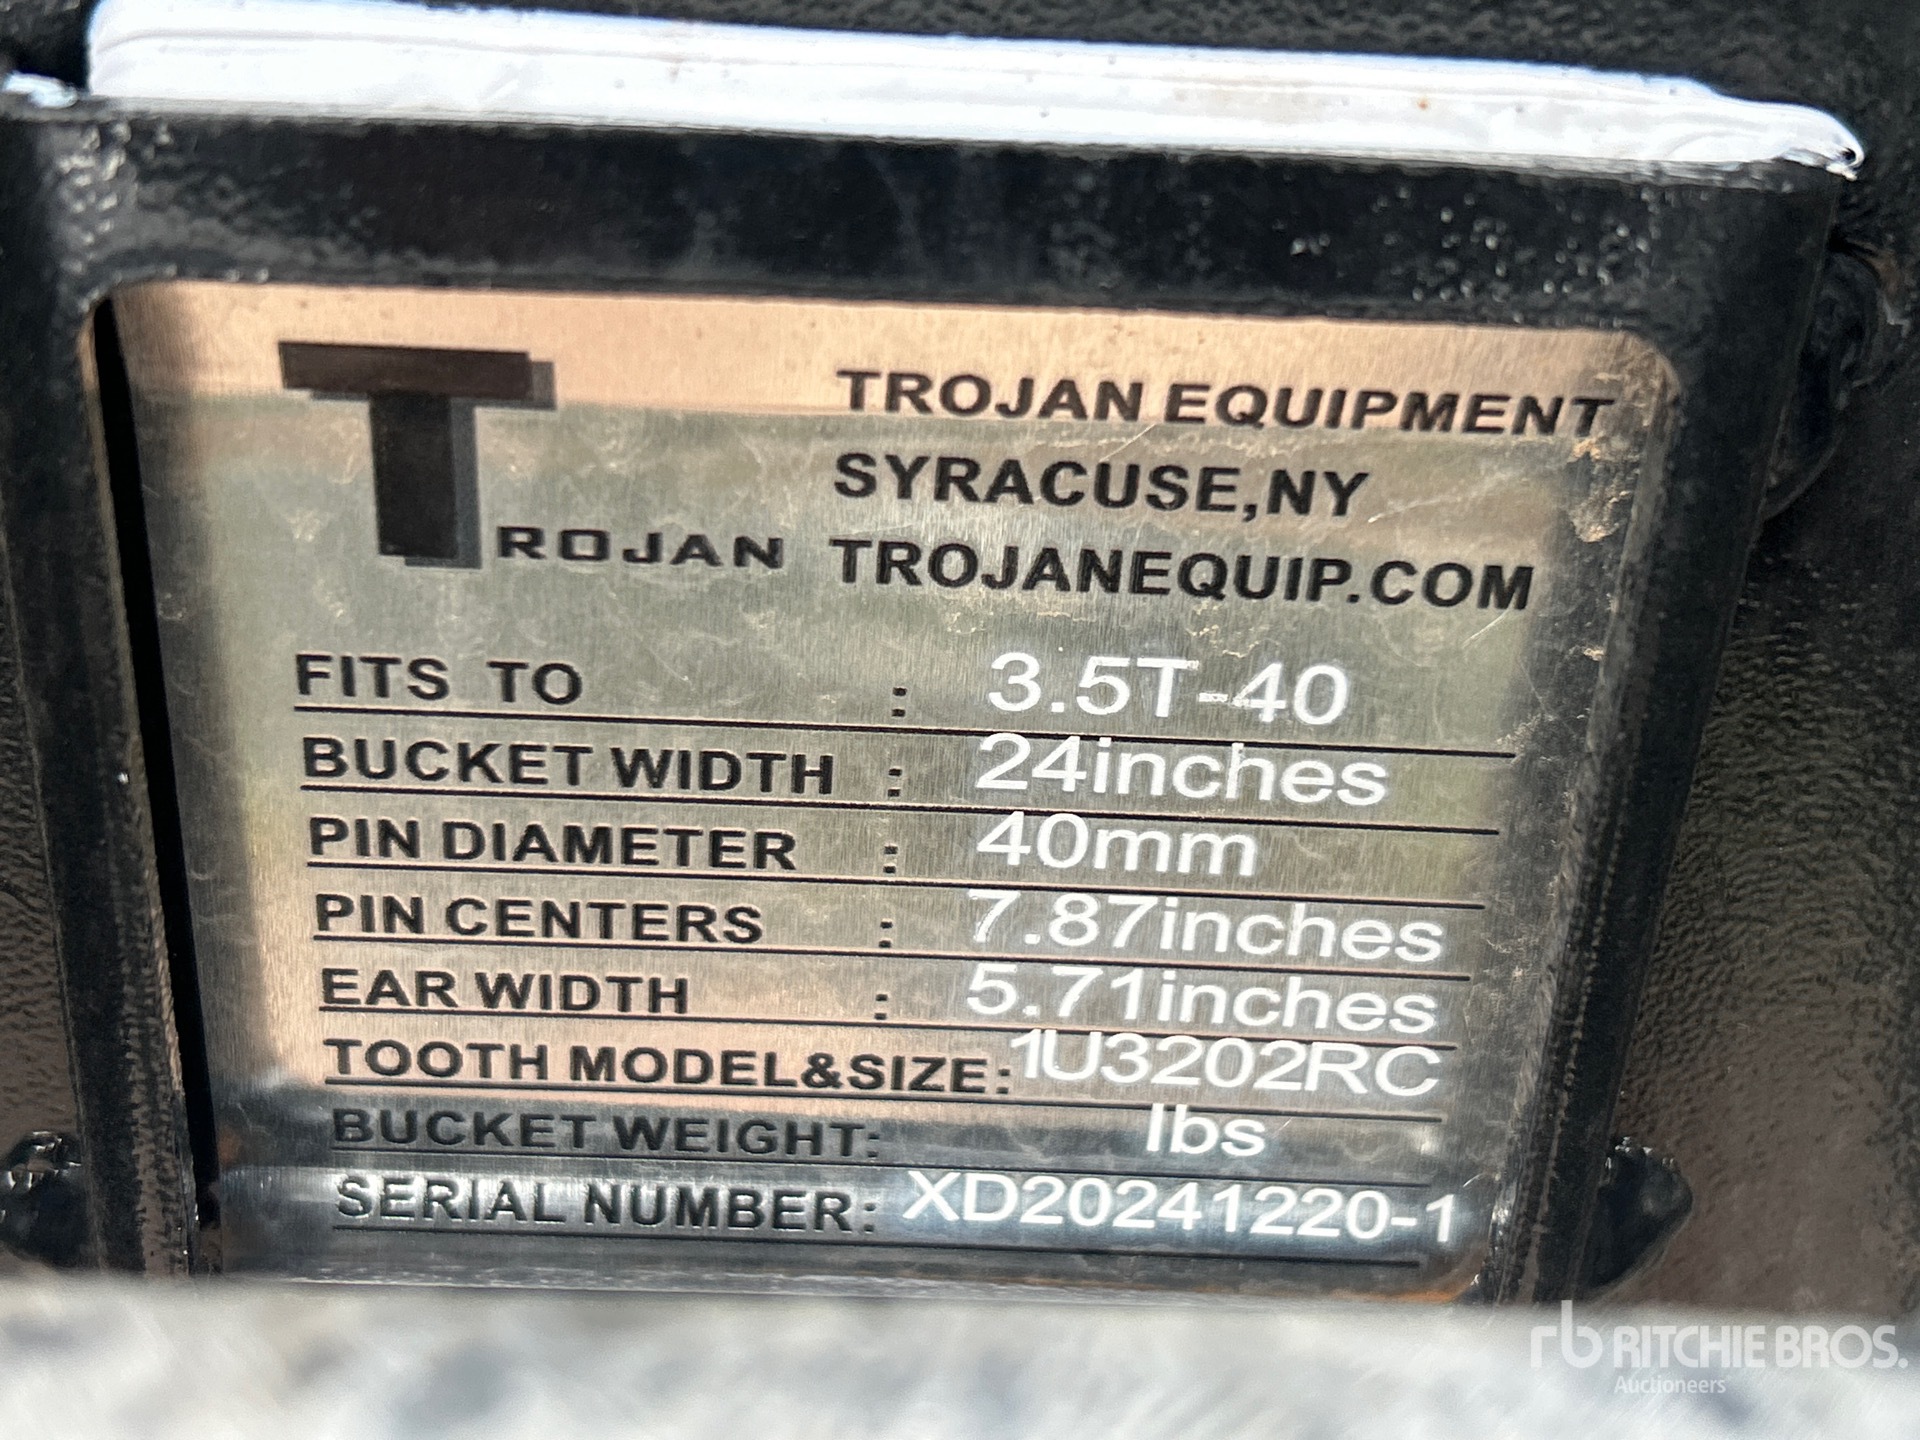 TROJAN
TROJAN EQUIPMENT
SYRACUSE,NY
TROJANEQUIP.COM
FITS TO : 3.5T-40
BUCKET WIDTH : 24inches
PIN DIAMETER : 40mm
PIN CENTERS : 7.87inches
EAR WIDTH : 5.71inches
TOOTH MODEL&SIZE: 1U3202RC
BUCKET WEIGHT: lbs
SERIAL NUMBER: XD20241220-1
rb RITCHIE BROS.
Auctioneers